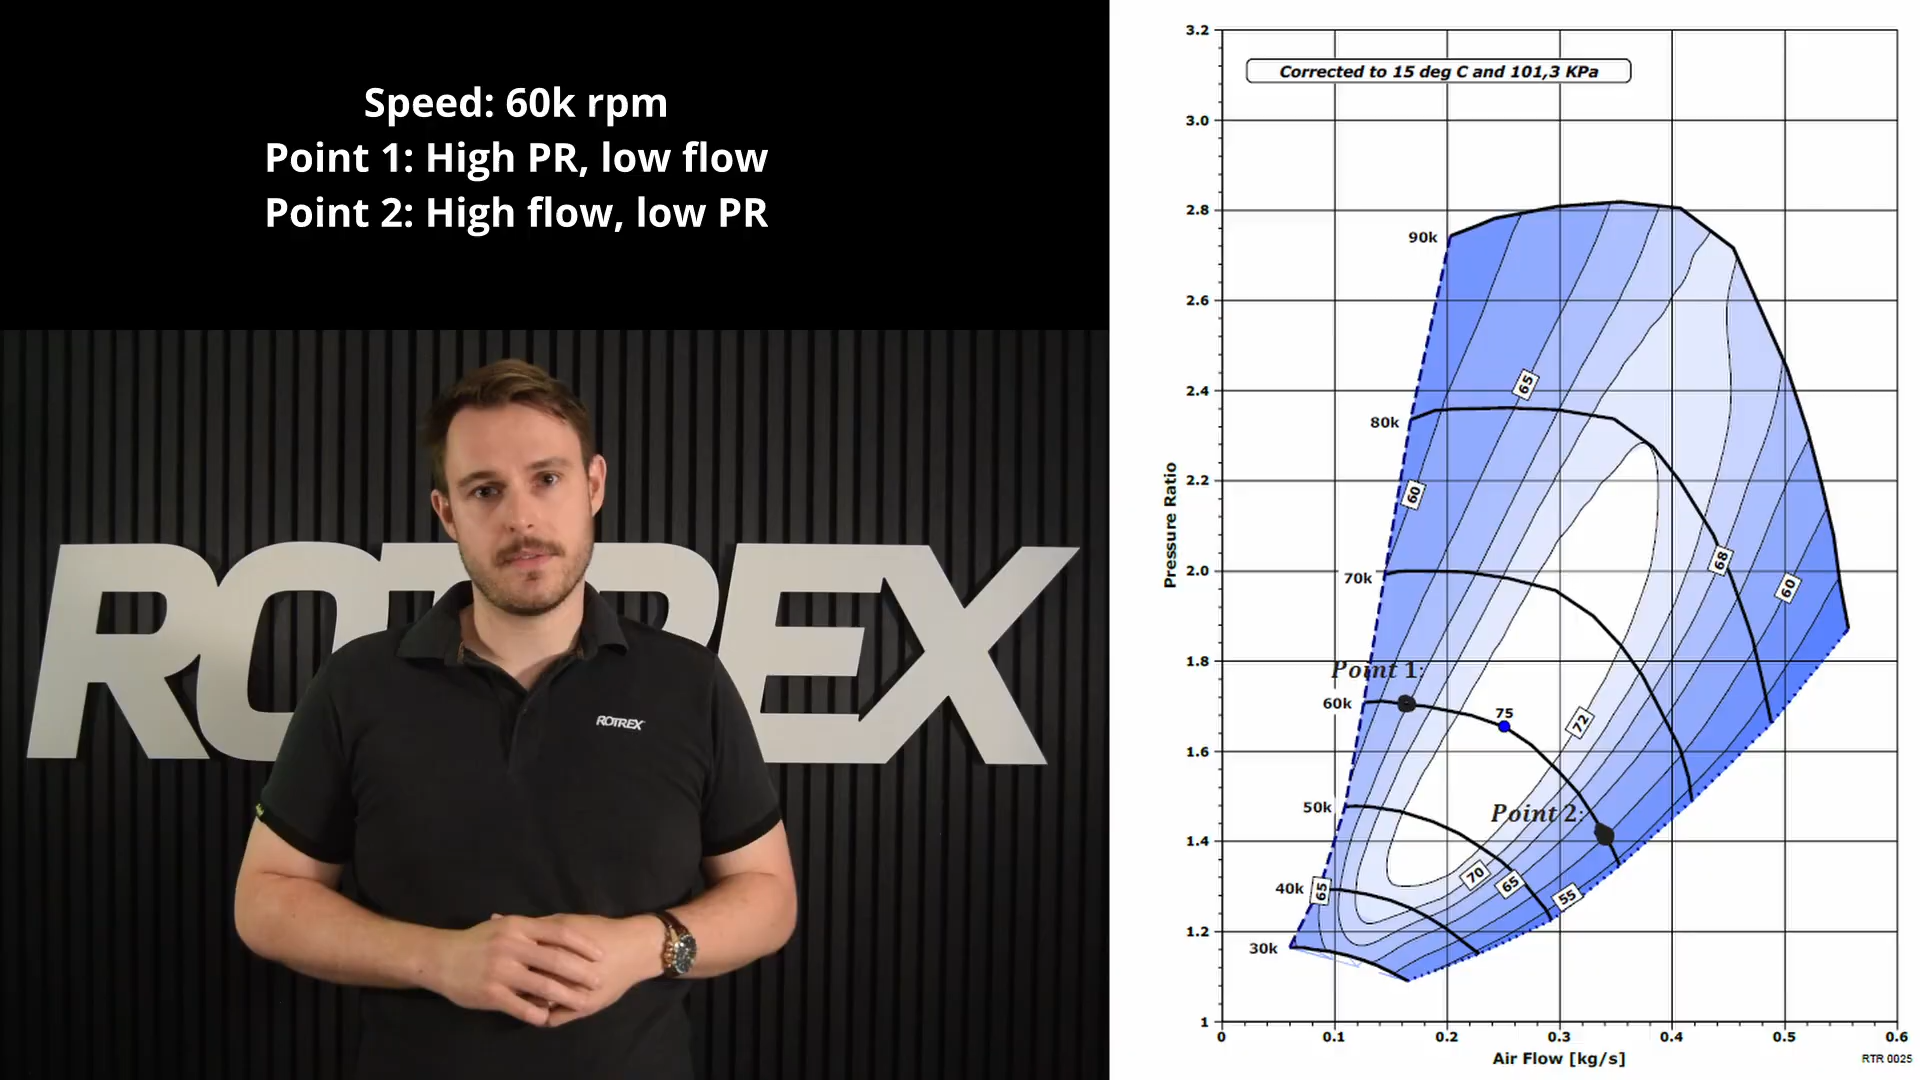 Speed: 60k rpm
Point 1: High PR, low flow
Point 2: High flow, low PR
ROTREX
ROTREX
Corrected to 15 deg C and 101,3 KPa
3.2
3.0
2.8
2.6
2.4
2.2
2.0
1.8
1.6
1.4
1.2
1
Pressure Ratio
90k
80k
70k
60k
50k
40k
30k
65
60
68
60
Point 1:
75
72
Point 2:
70
65
55
65
0
0.1
0.2
0.3
0.4
0.5
0.6
Air Flow [kg/s]
RTR 0025